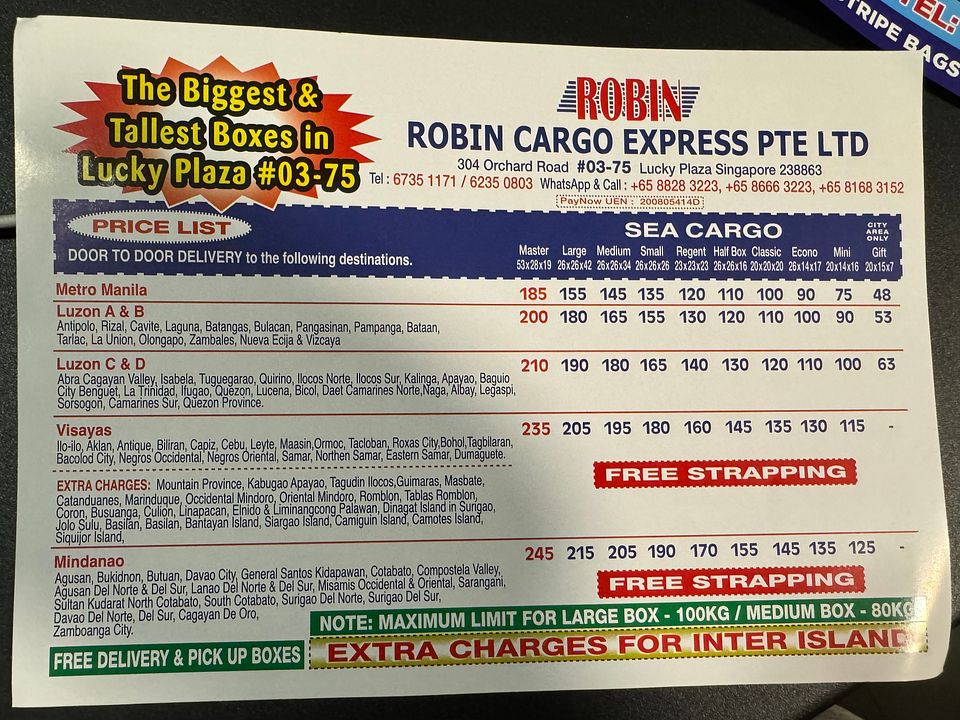 TEL:
STRIPE BAGS
The Biggest &
Tallest Boxes in
Lucky Plaza #03-75
ROBIN
ROBIN CARGO EXPRESS PTE LTD
304 Orchard Road #03-75 Lucky Plaza Singapore 238863
Tel : 6735 1171 / 6235 0803 WhatsApp & Call : +65 8828 3223, +65 8666 3223, +65 8168 3152
PayNow UEN : 200805414D
PRICE LIST
DOOR TO DOOR DELIVERY to the following destinations.
SEA CARGO
CITY
AREA
ONLY
Master Large Medium Small Regent Half Box Classic Econo Mini Gift
53x28x19 26x26x42 26x26x34 26x26x26 23x23x23 26x26x16 20x20x20 26x14x17 20x14x16 20x15x7
Metro Manila 185 155 145 135 120 110 100 90 75 48
Luzon A & B 200 180 165 155 130 120 110 100 90 53
Antipolo, Rizal, Cavite, Laguna, Batangas, Bulacan, Pangasinan, Pampanga, Bataan,
Tarlac, La Union, Olongapo, Zambales, Nueva Ecija & Vizcaya
Luzon C & D 210 190 180 165 140 130 120 110 100 63
Abra Cagayan Valley, Isabela, Tuguegarao, Quirino, Ilocos Norte, Ilocos Sur, Kalinga, Apayao, Baguio
City Benguet, La Trinidad, Ifugao, Quezon, Lucena, Bicol, Daet Camarines Norte,Naga, Albay, Legaspi,
Sorsogon, Camarines Sur, Quezon Province.
Visayas 235 205 195 180 160 145 135 130 115 -
Ilo-ilo, Aklan, Antique, Biliran, Capiz, Cebu, Leyte, Maasin,Ormoc, Tacloban, Roxas City,Bohol,Tagbilaran,
Bacolod City, Negros Occidental, Negros Oriental, Samar, Northen Samar, Eastern Samar, Dumaguete.
FREE STRAPPING
EXTRA CHARGES: Mountain Province, Kabugao Apayao, Tagudin Ilocos,Guimaras, Masbate,
Catanduanes, Marinduque, Occidental Mindoro, Oriental Mindoro, Romblon, Tablas Romblon,
Coron, Busuanga, Culion, Linapacan, Elnido & Liminangcong Palawan, Dinagat Island in Surigao,
Jolo Sulu, Basilan, Basilan, Bantayan Island, Siargao Island, Camiguin Island, Camotes Island,
Siquijor Island,
Mindanao 245 215 205 190 170 155 145 135 125 -
Agusan, Bukidnon, Butuan, Davao City, General Santos Kidapawan, Cotabato, Compostela Valley,
Agusan Del Norte & Del Sur, Lanao Del Norte & Del Sur, Misamis Occidental & Oriental, Sarangani,
Sultan Kudarat North Cotabato, South Cotabato, Surigao Del Norte, Surigao Del Sur,
Davao Del Norte, Del Sur, Cagayan De Oro,
Zamboanga City.
FREE STRAPPING
NOTE: MAXIMUM LIMIT FOR LARGE BOX - 100KG / MEDIUM BOX - 80KG
FREE DELIVERY & PICK UP BOXES
EXTRA CHARGES FOR INTER ISLAND